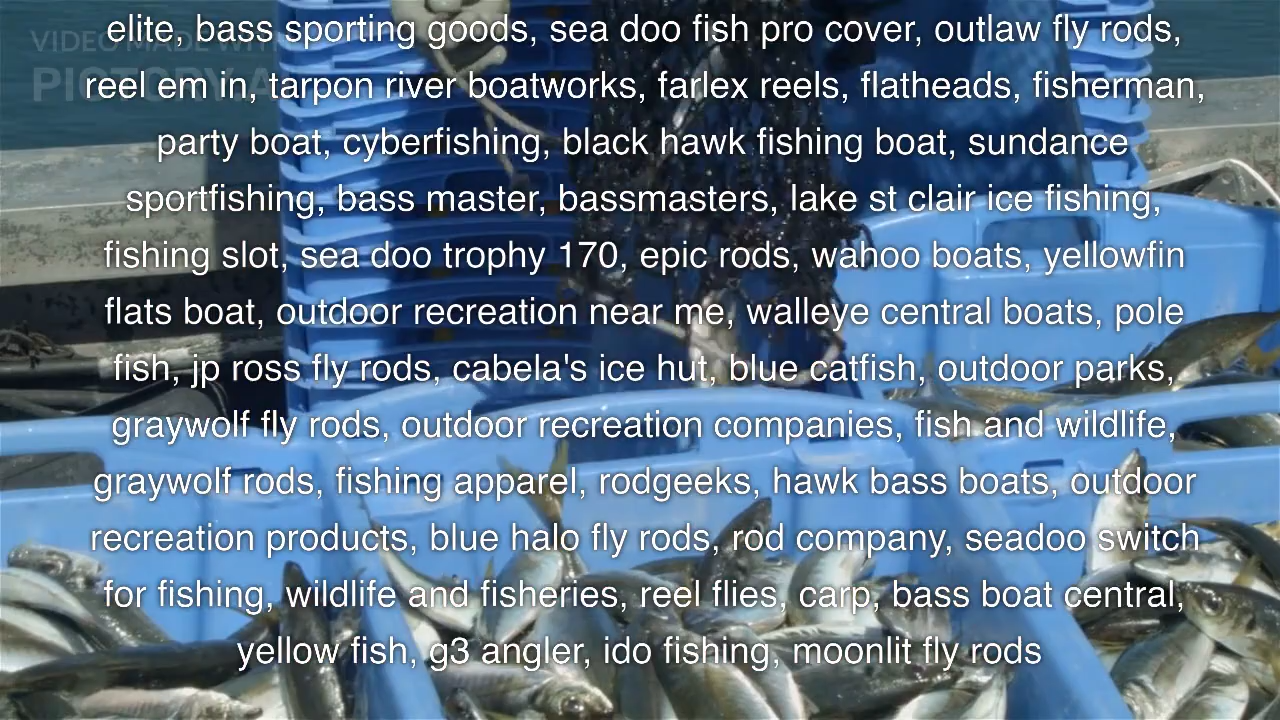 VIDEO MADE WITH
PICTORY.AI
elite, bass sporting goods, sea doo fish pro cover, outlaw fly rods,
reel em in, tarpon river boatworks, farlex reels, flatheads, fisherman,
party boat, cyberfishing, black hawk fishing boat, sundance
sportfishing, bass master, bassmasters, lake st clair ice fishing,
fishing slot, sea doo trophy 170, epic rods, wahoo boats, yellowfin
flats boat, outdoor recreation near me, walleye central boats, pole
fish, jp ross fly rods, cabela's ice hut, blue catfish, outdoor parks,
graywolf fly rods, outdoor recreation companies, fish and wildlife,
graywolf rods, fishing apparel, rodgeeks, hawk bass boats, outdoor
recreation products, blue halo fly rods, rod company, seadoo switch
for fishing, wildlife and fisheries, reel flies, carp, bass boat central,
yellow fish, g3 angler, ido fishing, moonlit fly rods